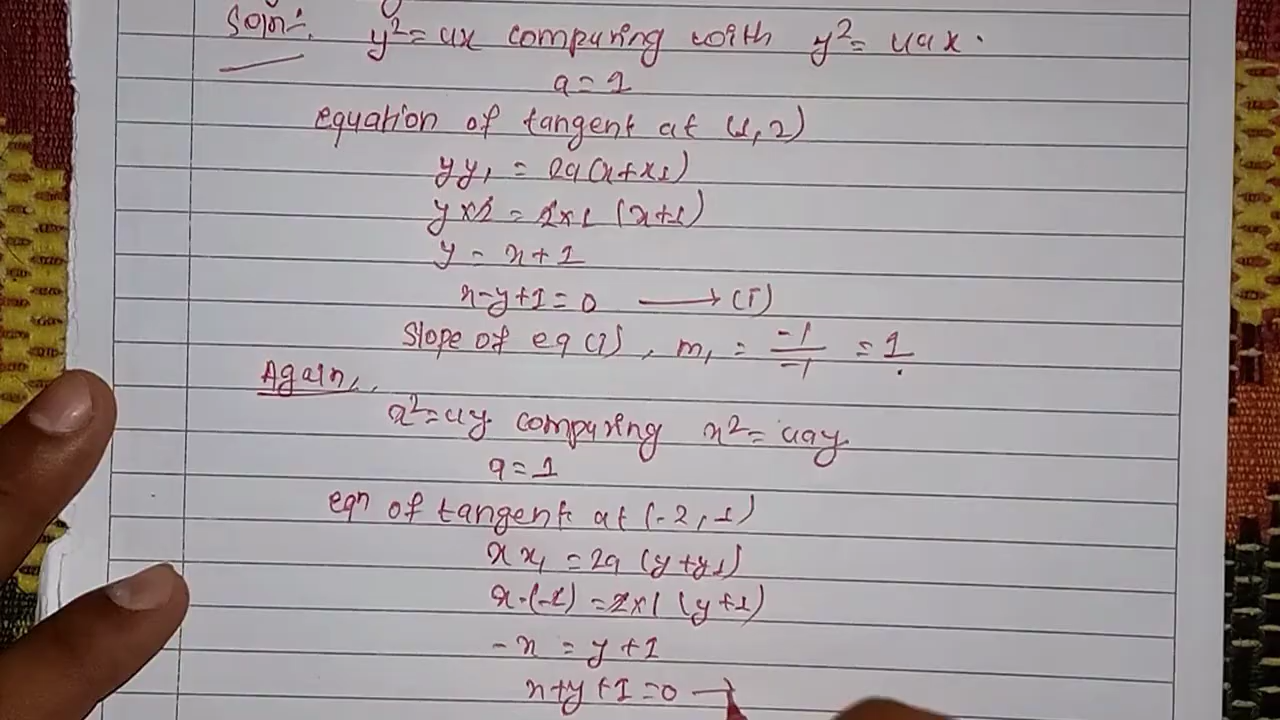 Soln:- y² = 4x comparing with y² = 4ax.
a = 1
equation of tangent at (1, 2)
yy₁ = 2a(x+x₁)
y×2 = 2×1 (x+1)
y = x + 1
x-y+1 = 0 → (I)
Slope of eq (I), m₁ = -1/-1 = 1
Again,
x² = 4y comparing x² = 4ay
a = 1
eqn of tangent at (-2, 1)
xx₁ = 2a (y+y₁)
x·(-2) = 2×1 (y+1)
-x = y+1
x+y+1 = 0 →